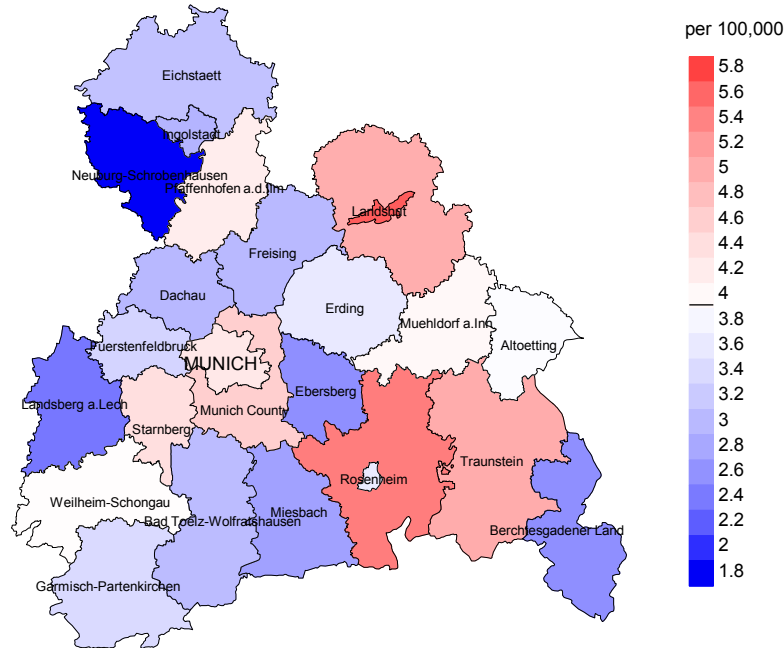 per 100,000
5.8
5.6
5.4
5.2
5
4.8
4.6
4.4
4.2
4
3.8
3.6
3.4
3.2
3
2.8
2.6
2.4
2.2
2
1.8
Eichstaett
Ingolstadt
Neuburg-Schrobenhausen
Pfaffenhofen a.d.Ilm
Landshut
Freising
Dachau
Erding
Muehldorf a.Inn
Altoetting
Fuerstenfeldbruck
MUNICH
Ebersberg
Landsberg a.Lech
Munich County
Starnberg
Traunstein
Rosenheim
Weilheim-Schongau
Miesbach
Bad Toelz-Wolfratshausen
Berchtesgadener Land
Garmisch-Partenkirchen